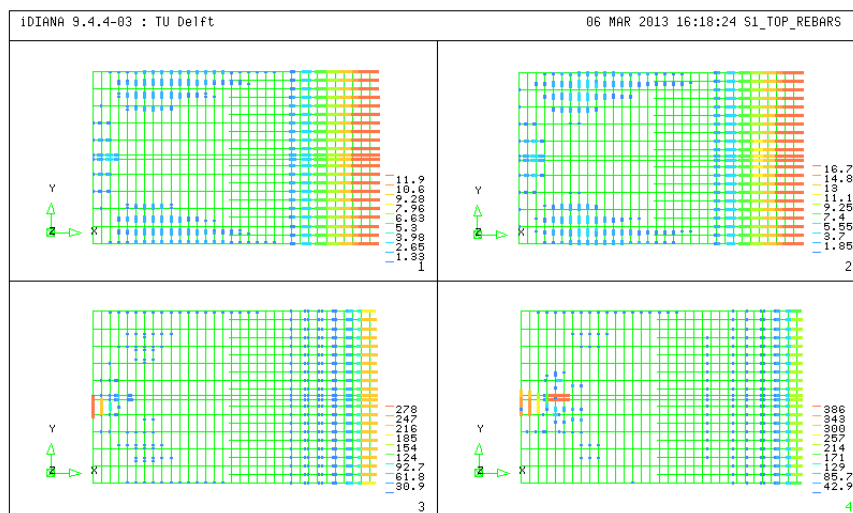 iDIANA 9.4.4-03 : TU Delft
06 MAR 2013 16:18:24 S1_TOP_REBARS
11.9
10.6
9.28
7.96
6.63
5.3
3.98
2.65
1.33
Y
Z
X
1
16.7
14.8
13
11.1
9.25
7.4
5.55
3.7
1.85
Y
Z
X
2
278
247
216
185
154
124
92.7
61.8
30.9
Y
Z
X
3
386
343
300
257
214
171
129
85.7
42.9
Y
Z
X
4